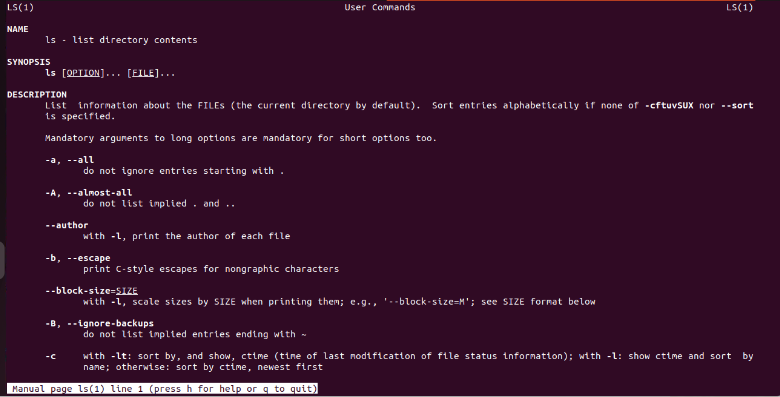 LS(1) User Commands LS(1)
NAME
ls - list directory contents
SYNOPSIS
ls [OPTION]... [FILE]...
DESCRIPTION
List information about the FILEs (the current directory by default). Sort entries alphabetically if none of -cftuvSUX nor --sort
is specified.
Mandatory arguments to long options are mandatory for short options too.
-a, --all
do not ignore entries starting with .
-A, --almost-all
do not list implied . and ..
--author
with -l, print the author of each file
-b, --escape
print C-style escapes for nongraphic characters
--block-size=SIZE
with -l, scale sizes by SIZE when printing them; e.g., '--block-size=M'; see SIZE format below
-B, --ignore-backups
do not list implied entries ending with ~
-c with -lt: sort by, and show, ctime (time of last modification of file status information); with -l: show ctime and sort by
name; otherwise: sort by ctime, newest first
Manual page ls(1) line 1 (press h for help or q to quit)